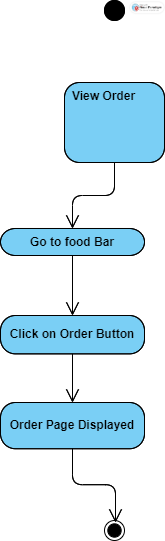 View Order
Go to food Bar
Click on Order Button
Order Page Displayed